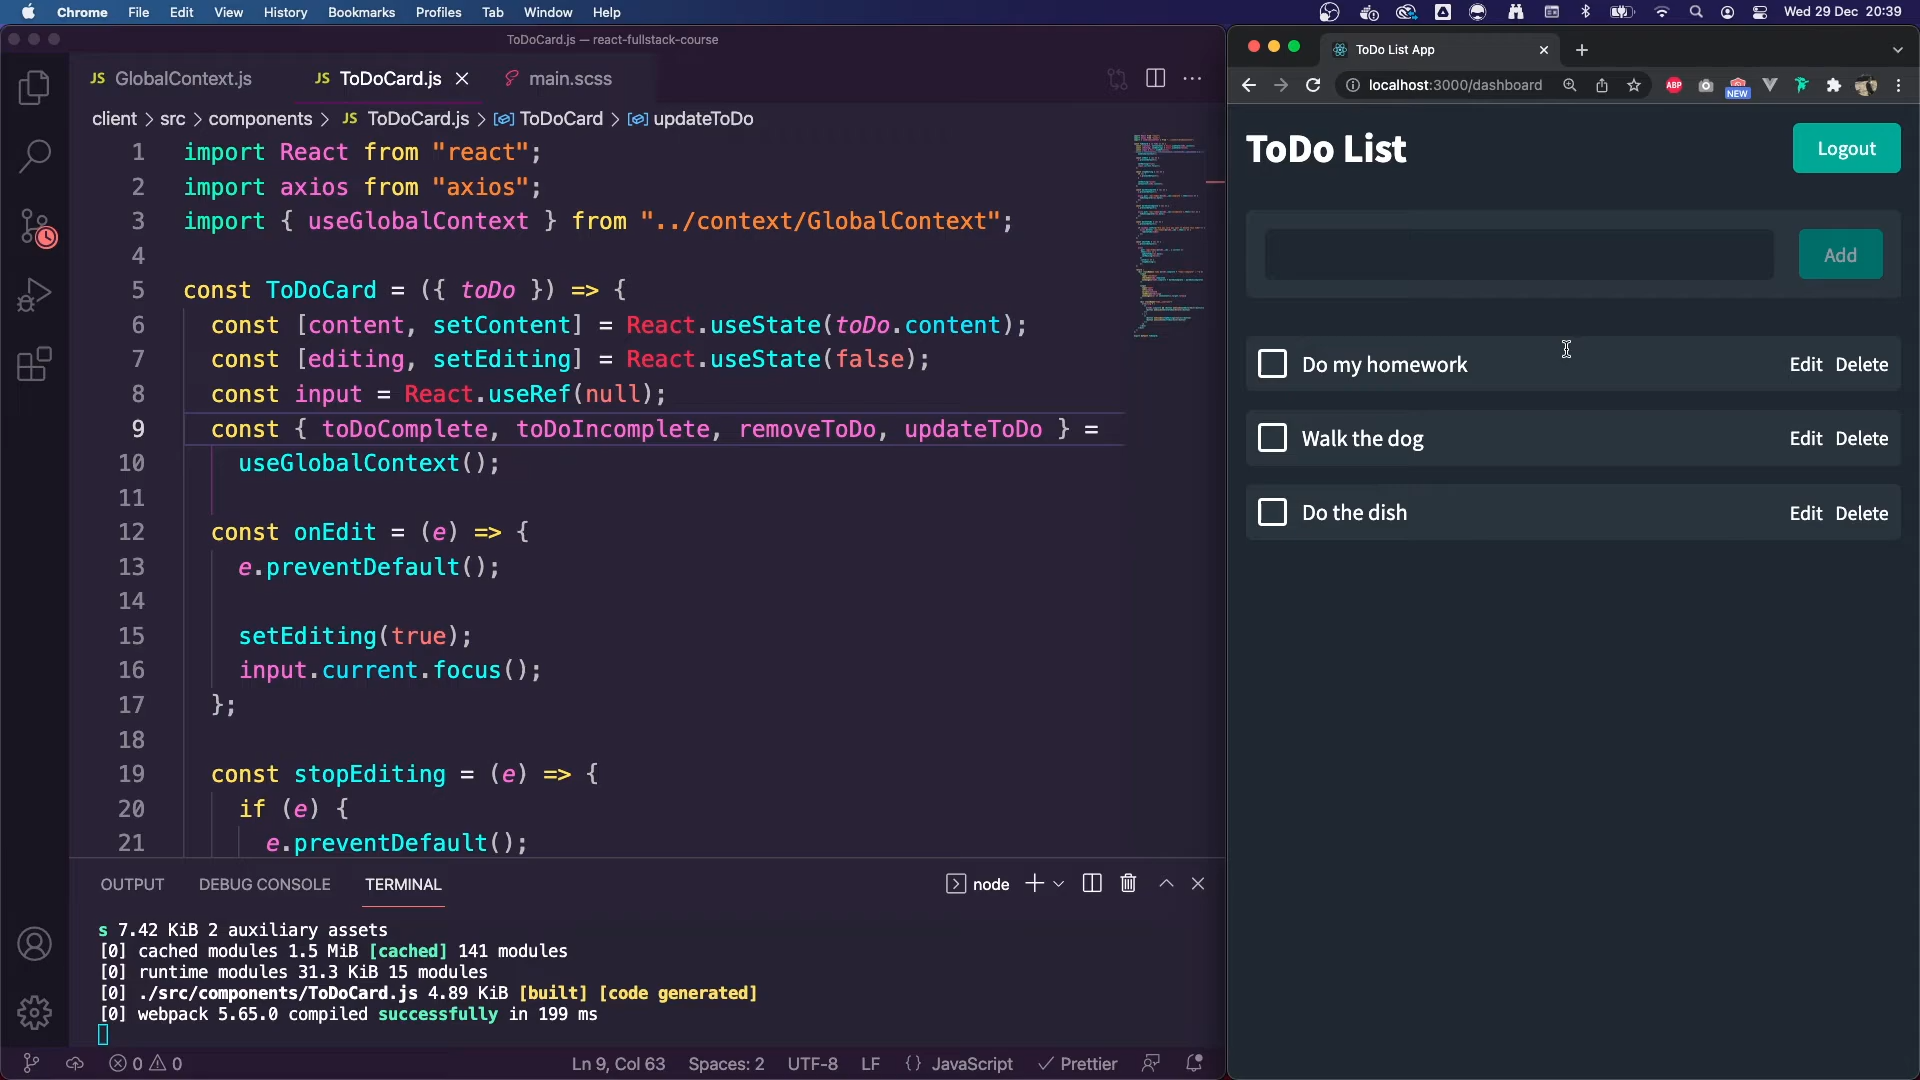 Chrome File Edit View History Bookmarks Profiles Tab Window Help Wed 29 Dec 20:39
ToDoCard.js — react-fullstack-course
JS GlobalContext.js JS ToDoCard.js main.scss
client > src > components > JS ToDoCard.js > ToDoCard > updateToDo
1 import React from "react";
2 import axios from "axios";
3 import { useGlobalContext } from "../context/GlobalContext";
4
5 const ToDoCard = ({ toDo }) => {
6 const [content, setContent] = React.useState(toDo.content);
7 const [editing, setEditing] = React.useState(false);
8 const input = React.useRef(null);
9 const { toDoComplete, toDoIncomplete, removeToDo, updateToDo } =
10 useGlobalContext();
11
12 const onEdit = (e) => {
13 e.preventDefault();
14
15 setEditing(true);
16 input.current.focus();
17 };
18
19 const stopEditing = (e) => {
20 if (e) {
21 e.preventDefault();
OUTPUT DEBUG CONSOLE TERMINAL node
s 7.42 KiB 2 auxiliary assets
[0] cached modules 1.5 MiB [cached] 141 modules
[0] runtime modules 31.3 KiB 15 modules
[0] ./src/components/ToDoCard.js 4.89 KiB [built] [code generated]
[0] webpack 5.65.0 compiled successfully in 199 ms
0 0 Ln 9, Col 63 Spaces: 2 UTF-8 LF {} JavaScript Prettier
ToDo List App
localhost:3000/dashboard ABP NEW
ToDo List Logout
Add
Do my homework Edit Delete
Walk the dog Edit Delete
Do the dish Edit Delete